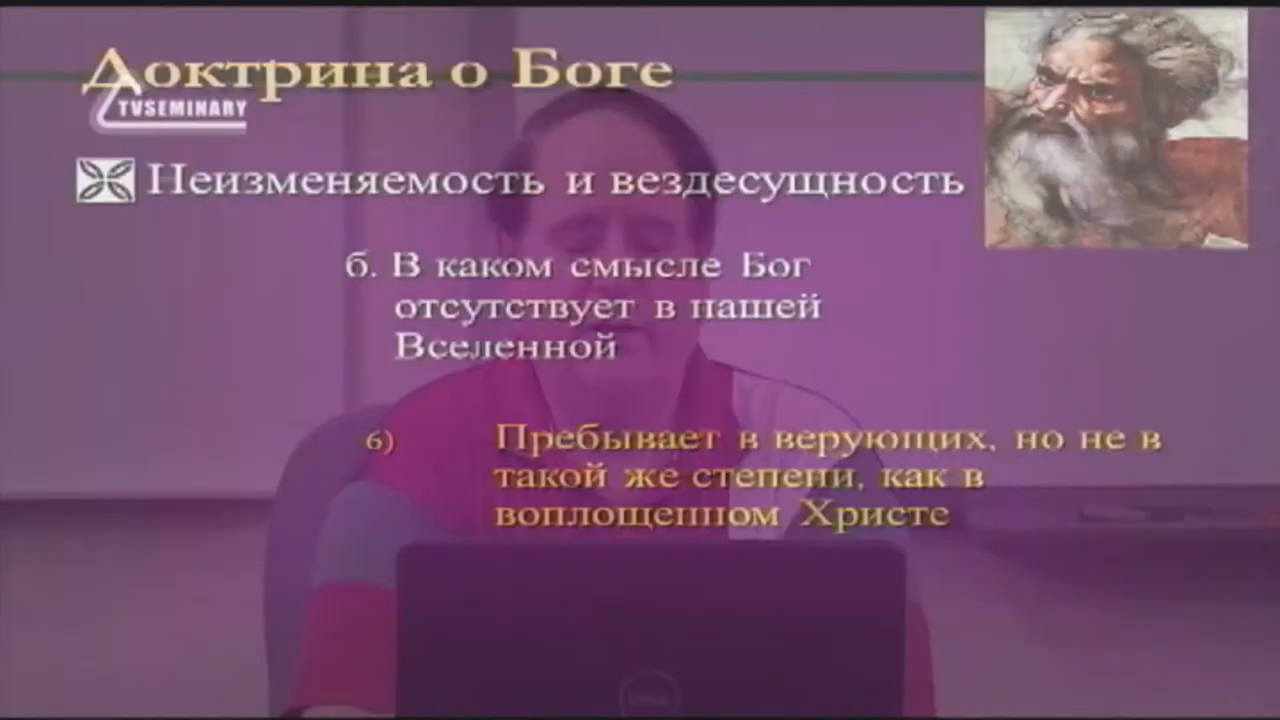 Доктрина о Боге
TVSEMINARY
Неизменяемость и вездесущность
б. В каком смысле Бог
отсутствует в нашей
Вселенной
6) Пребывает в верующих, но не в
такой же степени, как в
воплощенном Христе